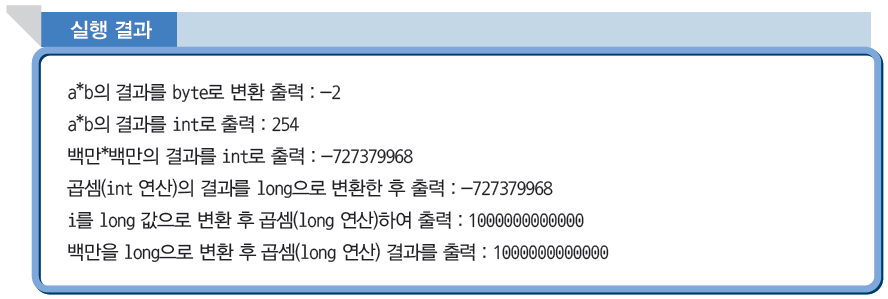 실행 결과
a*b의 결과를 byte로 변환 출력 : -2
a*b의 결과를 int로 출력 : 254
백만*백만의 결과를 int로 출력 : -727379968
곱셈(int 연산)의 결과를 long으로 변환한 후 출력 : -727379968
i를 long 값으로 변환 후 곱셈(long 연산)하여 출력 : 1000000000000
백만을 long으로 변환 후 곱셈(long 연산) 결과를 출력 : 1000000000000